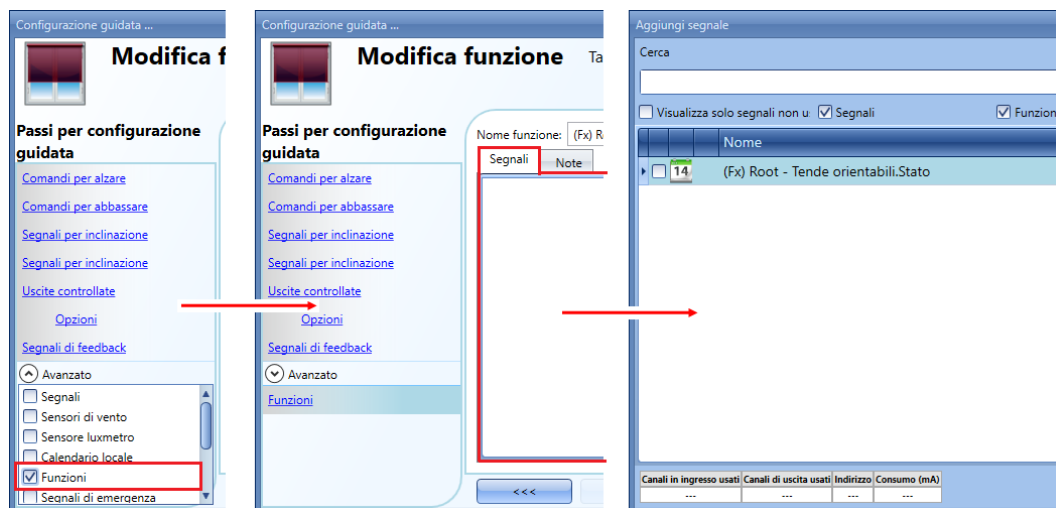 Configurazione guidata ...
Modifica f
Passi per configurazione
guidata
Comandi per alzare
Comandi per abbassare
Segnali per inclinazione
Segnali per inclinazione
Uscite controllate
Opzioni
Segnali di feedback
Avanzato
Segnali
Sensori di vento
Sensore luxmetro
Calendario locale
Funzioni
Segnali di emergenza
Configurazione guidata ...
Modifica funzione Ta
Passi per configurazione
guidata
Comandi per alzare
Comandi per abbassare
Segnali per inclinazione
Segnali per inclinazione
Uscite controllate
Opzioni
Segnali di feedback
Avanzato
Funzioni
Nome funzione: (Fx) R
Segnali Note
<<<
Aggiungi segnale
Cerca
Visualizza solo segnali non u Segnali Funzion
Nome
14 (Fx) Root - Tende orientabili.Stato
Canali in ingresso usati Canali di uscita usati Indirizzo Consumo (mA)
--- --- --- ---